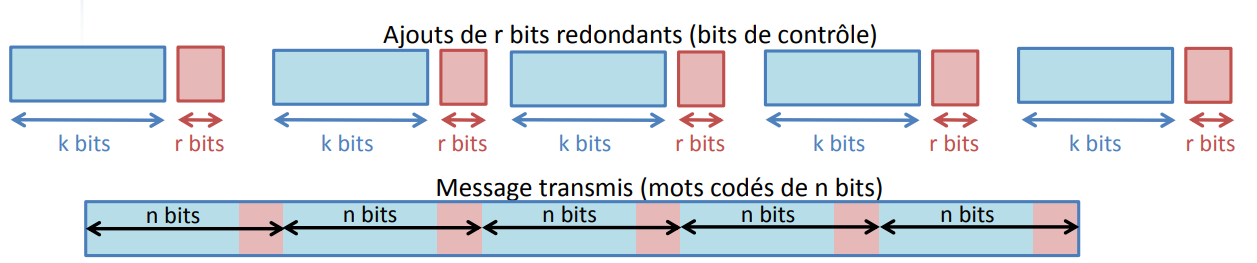 Ajouts de r bits redondants (bits de contrôle)
k bits r bits k bits r bits k bits r bits k bits r bits k bits r bits
Message transmis (mots codés de n bits)
n bits n bits n bits n bits n bits